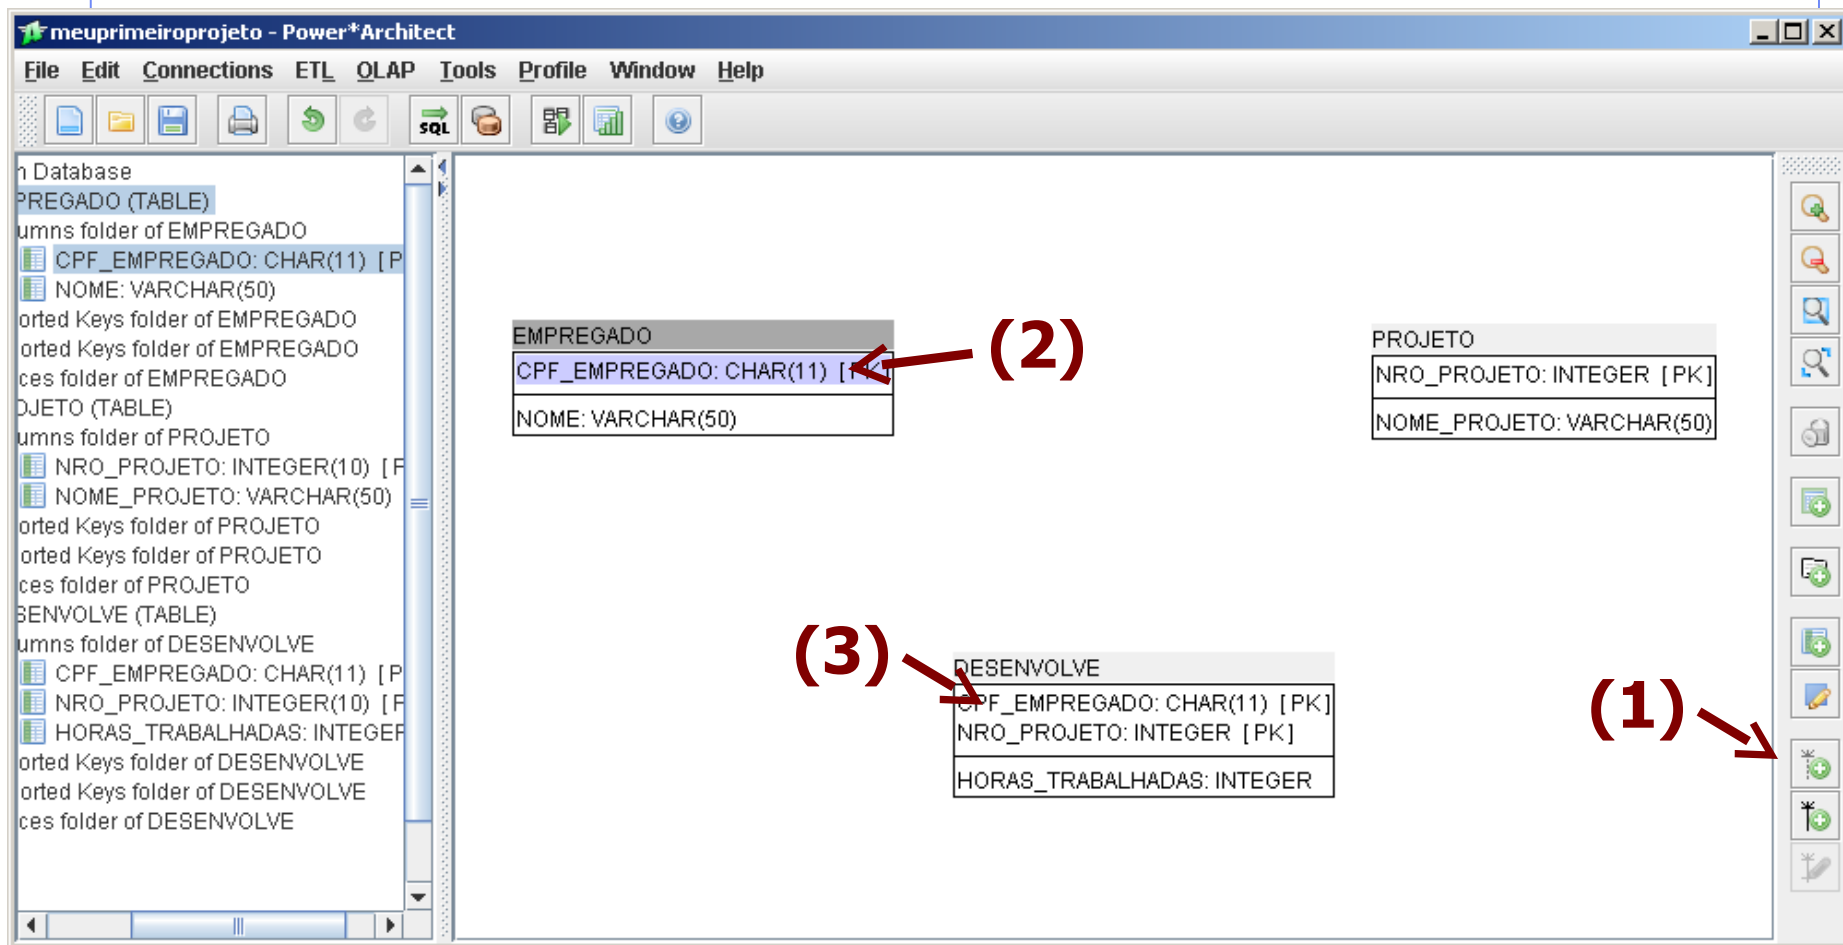 meuprimeiroprojeto - Power*Architect
File Edit Connections ETL OLAP Tools Profile Window Help
SQL
n Database
PREGADO (TABLE)
umns folder of EMPREGADO
CPF_EMPREGADO: CHAR(11) [ P
NOME: VARCHAR(50)
orted Keys folder of EMPREGADO
orted Keys folder of EMPREGADO
ces folder of EMPREGADO
OJETO (TABLE)
umns folder of PROJETO
NRO_PROJETO: INTEGER(10) [ F
NOME_PROJETO: VARCHAR(50)
orted Keys folder of PROJETO
orted Keys folder of PROJETO
ces folder of PROJETO
SENVOLVE (TABLE)
umns folder of DESENVOLVE
CPF_EMPREGADO: CHAR(11) [ P
NRO_PROJETO: INTEGER(10) [ F
HORAS_TRABALHADAS: INTEGEF
orted Keys folder of DESENVOLVE
orted Keys folder of DESENVOLVE
ces folder of DESENVOLVE
EMPREGADO
CPF_EMPREGADO: CHAR(11) [ PK ]
NOME: VARCHAR(50)
(2)
PROJETO
NRO_PROJETO: INTEGER [ PK ]
NOME_PROJETO: VARCHAR(50)
(3)
DESENVOLVE
CPF_EMPREGADO: CHAR(11) [ PK ]
NRO_PROJETO: INTEGER [ PK ]
HORAS_TRABALHADAS: INTEGER
(1)